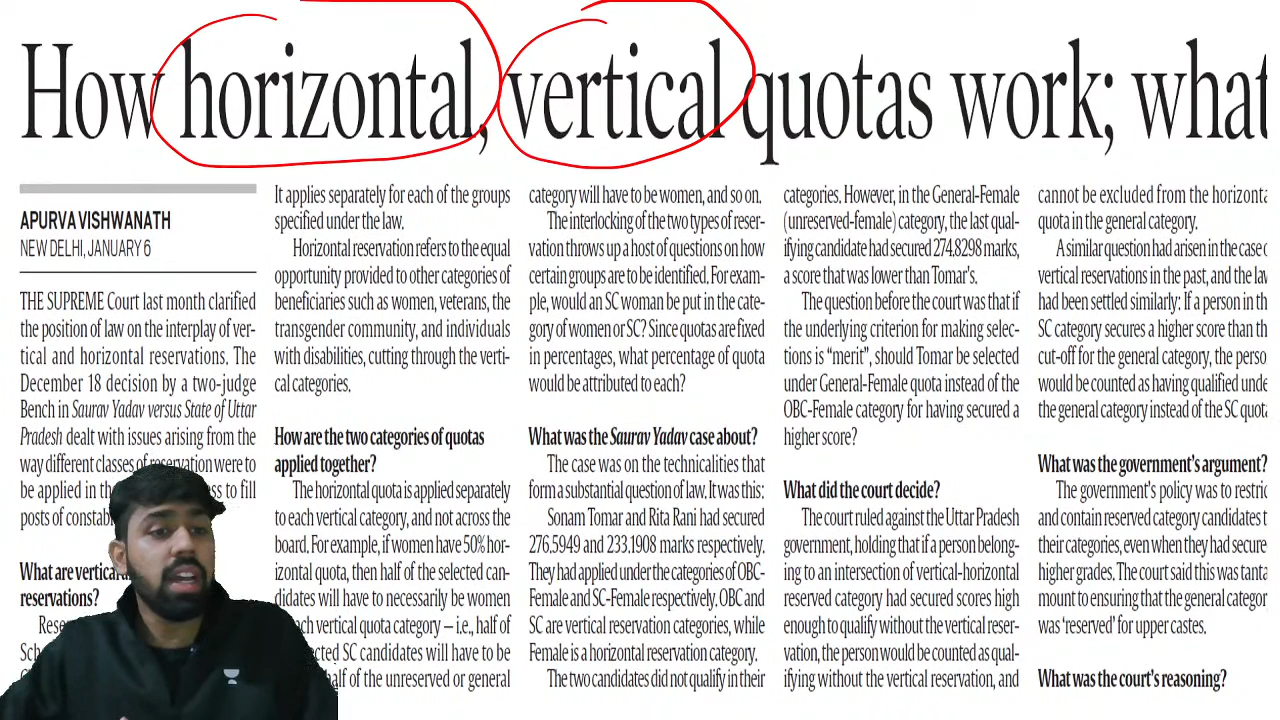 How horizontal, vertical quotas work; what
APURVA VISHWANATH
NEW DELHI, JANUARY 6
THE SUPREME Court last month clarified
the position of law on the interplay of ver-
tical and horizontal reservations. The
December 18 decision by a two-judge
Bench in Saurav Yadav versus State of Uttar
Pradesh dealt with issues arising from the
way different classes of reservation were to
be applied in th ss to fill
posts of constab
What are vertical
reservations?
It applies separately for each of the groups
specified under the law.
Horizontal reservation refers to the equal
opportunity provided to other categories of
beneficiaries such as women, veterans, the
transgender community, and individuals
with disabilities, cutting through the verti-
cal categories.
How are the two categories of quotas
applied together?
The horizontal quota is applied separately
to each vertical category, and not across the
board. For example, if women have 50% hor-
izontal quota, then half of the selected can-
didates will have to necessarily be women
ach vertical quota category — i.e., half of
cted SC candidates will have to be
half of the unreserved or general
category will have to be women, and so on.
The interlocking of the two types of reser-
vation throws up a host of questions on how
certain groups are to be identified. For exam-
ple, would an SC woman be put in the cate-
gory of women or SC? Since quotas are fixed
in percentages, what percentage of quota
would be attributed to each?
What was the Saurav Yadav case about?
The case was on the technicalities that
form a substantial question of law. It was this:
Sonam Tomar and Rita Rani had secured
276.5949 and 233.1908 marks respectively.
They had applied under the categories of OBC-
Female and SC-Female respectively. OBC and
SC are vertical reservation categories, while
Female is a horizontal reservation category.
The two candidates did not qualify in their
categories. However, in the General-Female
(unreserved-female) category, the last qual-
ifying candidate had secured 274.8298 marks,
a score that was lower than Tomar's.
The question before the court was that if
the underlying criterion for making selec-
tions is “merit”, should Tomar be selected
under General-Female quota instead of the
OBC-Female category for having secured a
higher score?
What did the court decide?
The court ruled against the Uttar Pradesh
government, holding that if a person belong-
ing to an intersection of vertical-horizontal
reserved category had secured scores high
enough to qualify without the vertical reser-
vation, the person would be counted as qual-
ifying without the vertical reservation, and
cannot be excluded from the horizonta
quota in the general category.
A similar question had arisen in the case o
vertical reservations in the past, and the law
had been settled similarly: If a person in th
SC category secures a higher score than th
cut-off for the general category, the perso
would be counted as having qualified unde
the general category instead of the SC quota
What was the government's argument?
The government's policy was to restric
and contain reserved category candidates t
their categories, even when they had secure
higher grades. The court said this was tanta
mount to ensuring that the general categor
was ‘reserved’ for upper castes.
What was the court's reasoning?